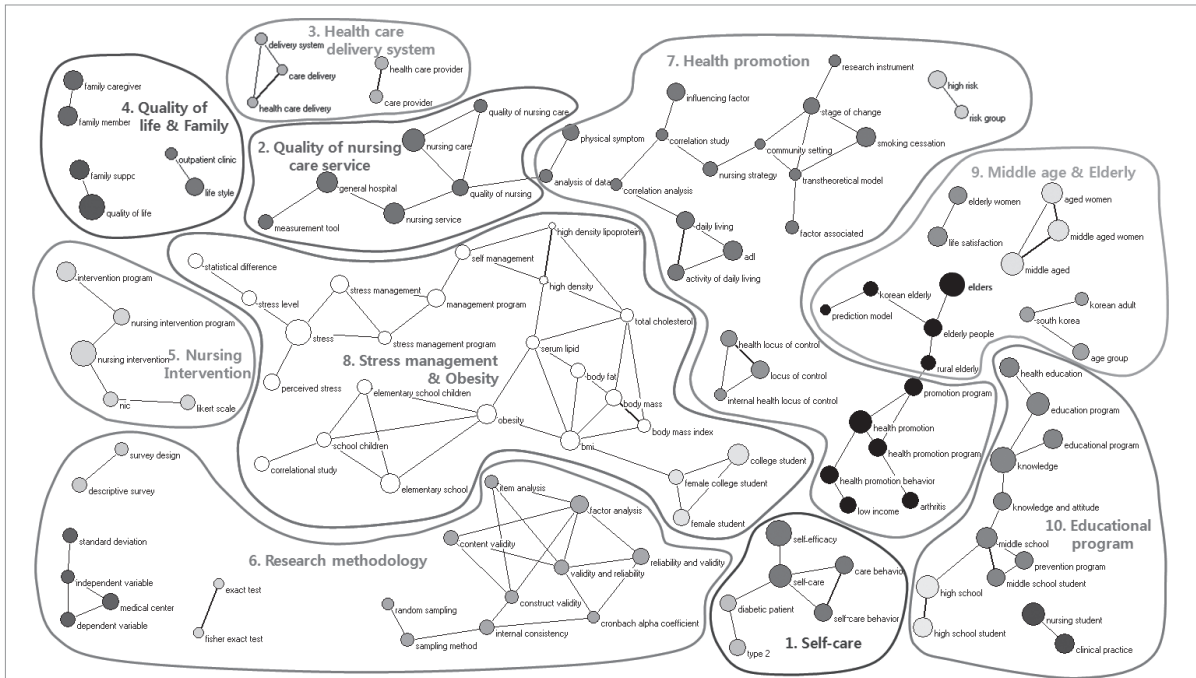 3. Health care
delivery system
delivery system
care delivery
health care delivery
health care provider
care provider
4. Quality of
life & Family
family caregiver
family member
outpatient clinic
life style
family suppc
quality of life
2. Quality of nursing
care service
quality of nursing care
nursing care
general hospital
quality of nursing
nursing service
measurement tool
7. Health promotion
research instrument
influencing factor
stage of change
high risk
risk group
physical symptom
correlation study
community setting
smoking cessation
analysis of data
nursing strategy
transtheoretical model
correlation analysis
daily living
adl
activity of daily living
factor associated
health locus of control
locus of control
internal health locus of control
promotion program
health promotion
health promotion program
health promotion behavior
low income
arthritis
9. Middle age & Elderly
elderly women
life satisfaction
aged women
middle aged women
middle aged
elders
korean elderly
prediction model
elderly people
rural elderly
korean adult
south korea
age group
5. Nursing
Intervention
intervention program
nursing intervention program
nursing intervention
nic
likert scale
8. Stress management
& Obesity
statistical difference
stress level
stress management
self management
management program
stress
stress management program
perceived stress
high density lipoprotein
high density
total cholesterol
serum lipid
body fat
body mass
body mass index
elementary school children
obesity
school children
bmi
correlational study
elementary school
college student
female college student
female student
6. Research methodology
survey design
descriptive survey
standard deviation
independent variable
medical center
dependent variable
exact test
fisher exact test
item analysis
factor analysis
content validity
validity and reliability
reliability and validity
construct validity
random sampling
cronbach alpha coefficient
internal consistency
sampling method
1. Self-care
self-efficacy
self-care
care behavior
diabetic patient
self-care behavior
type 2
10. Educational
program
health education
education program
educational program
knowledge
knowledge and attitude
middle school
prevention program
middle school student
high school
high school student
nursing student
clinical practice